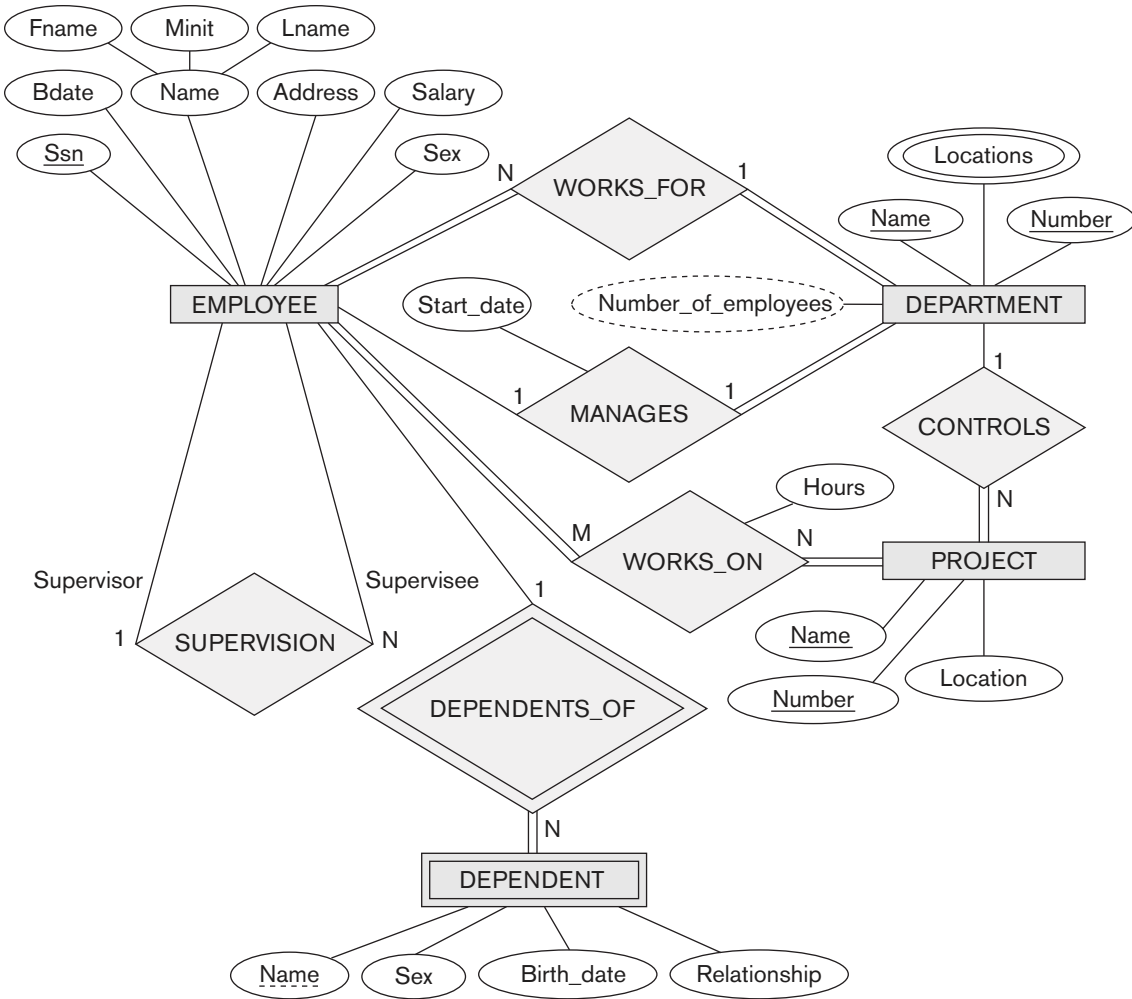 Fname
Minit
Lname
Bdate
Name
Address
Salary
Ssn
Sex
N
WORKS_FOR
1
Locations
Name
Number
EMPLOYEE
Start_date
Number_of_employees
DEPARTMENT
1
MANAGES
1
1
CONTROLS
N
Hours
M
WORKS_ON
N
PROJECT
Supervisor
Supervisee
1
SUPERVISION
N
1
Name
Number
Location
DEPENDENTS_OF
N
DEPENDENT
Name
Sex
Birth_date
Relationship